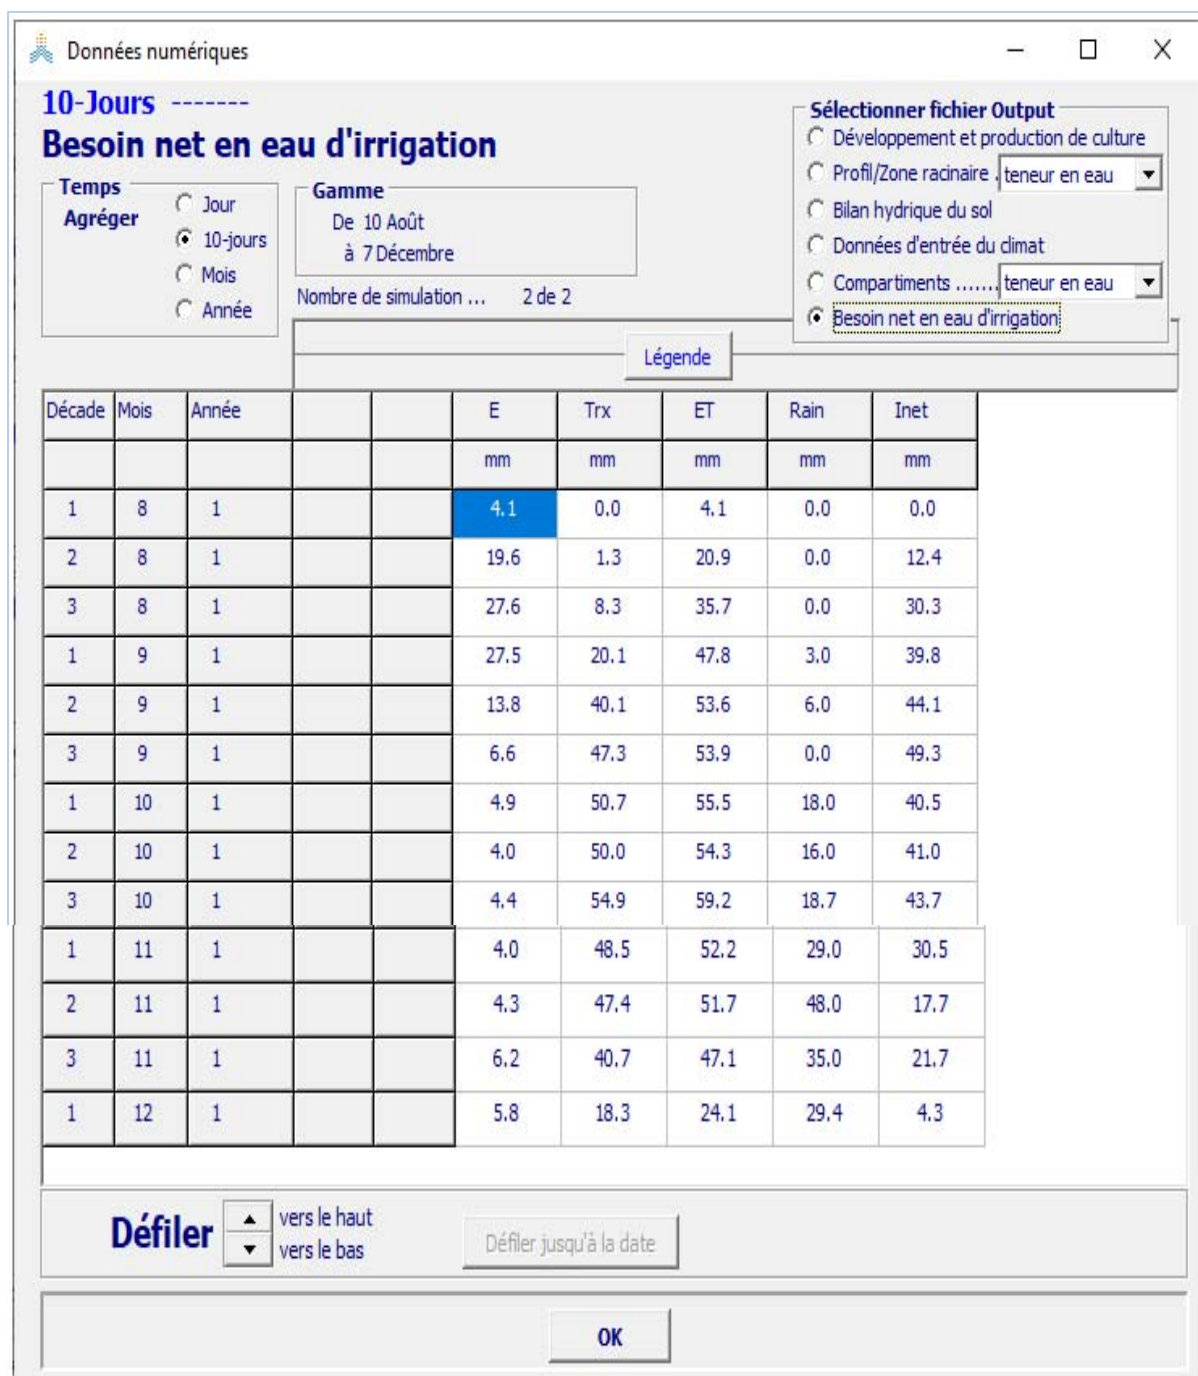 Données numériques
10-Jours -------
Besoin net en eau d'irrigation
Temps
Agréger
Jour
10-jours
Mois
Année
Gamme
De 10 Août
à 7 Décembre
Nombre de simulation ... 2 de 2
Sélectionner fichier Output
Développement et production de culture
Profil/Zone racinaire . teneur en eau
Bilan hydrique du sol
Données d'entrée du climat
Compartiments ....... teneur en eau
Besoin net en eau d'irrigation
Légende
Décade Mois Année E Trx ET Rain Inet
mm mm mm mm mm
1 8 1 4.1 0.0 4.1 0.0 0.0
2 8 1 19.6 1.3 20.9 0.0 12.4
3 8 1 27.6 8.3 35.7 0.0 30.3
1 9 1 27.5 20.1 47.8 3.0 39.8
2 9 1 13.8 40.1 53.6 6.0 44.1
3 9 1 6.6 47.3 53.9 0.0 49.3
1 10 1 4.9 50.7 55.5 18.0 40.5
2 10 1 4.0 50.0 54.3 16.0 41.0
3 10 1 4.4 54.9 59.2 18.7 43.7
1 11 1 4.0 48.5 52.2 29.0 30.5
2 11 1 4.3 47.4 51.7 48.0 17.7
3 11 1 6.2 40.7 47.1 35.0 21.7
1 12 1 5.8 18.3 24.1 29.4 4.3
Défiler
vers le haut
vers le bas
Défiler jusqu'à la date
OK